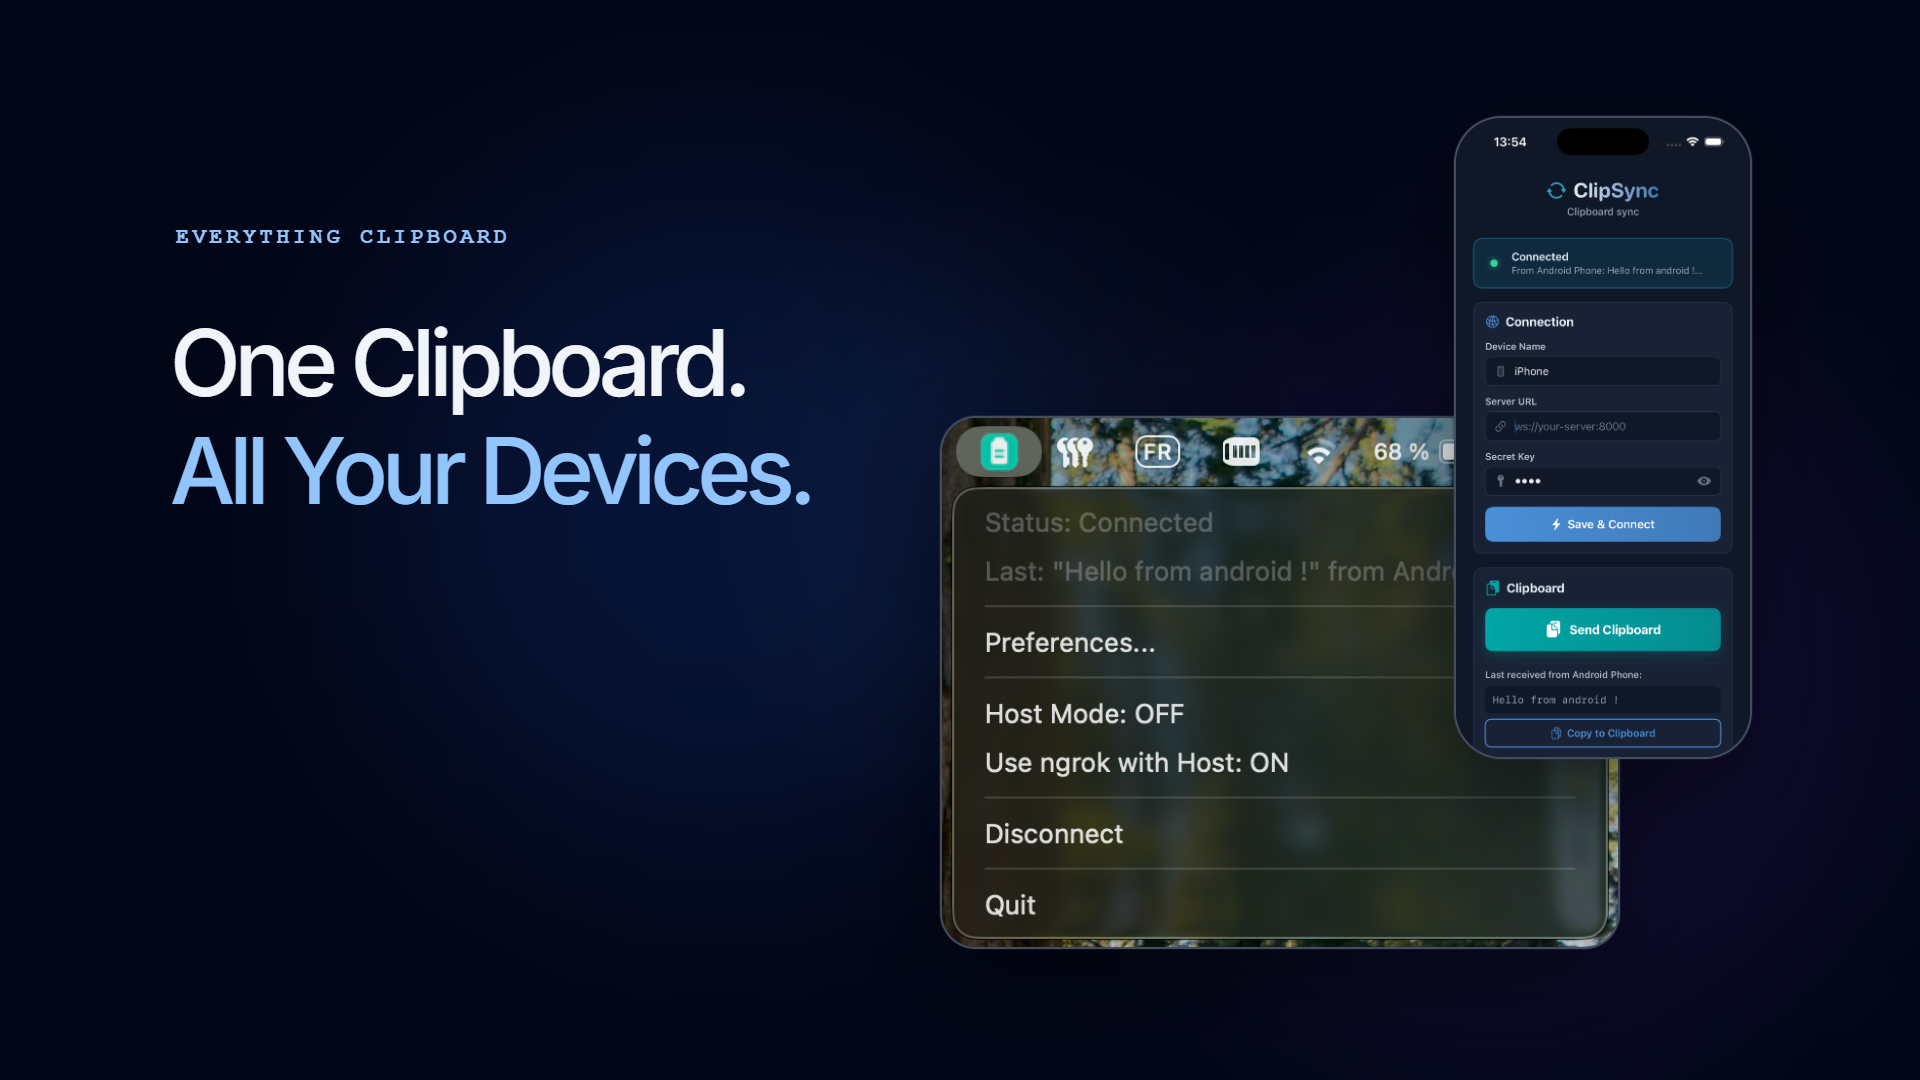 EVERYTHING CLIPBOARD
One Clipboard.
All Your Devices.
FR
68 %
Status: Connected
Last: "Hello from android !" from Andr
Preferences...
Host Mode: OFF
Use ngrok with Host: ON
Disconnect
Quit
13:54
ClipSync
Clipboard sync
Connected
From Android Phone: Hello from android !...
Connection
Device Name
iPhone
Server URL
ws://your-server:8000
Secret Key
••••
Save & Connect
Clipboard
Send Clipboard
Last received from Android Phone:
Hello from android !
Copy to Clipboard